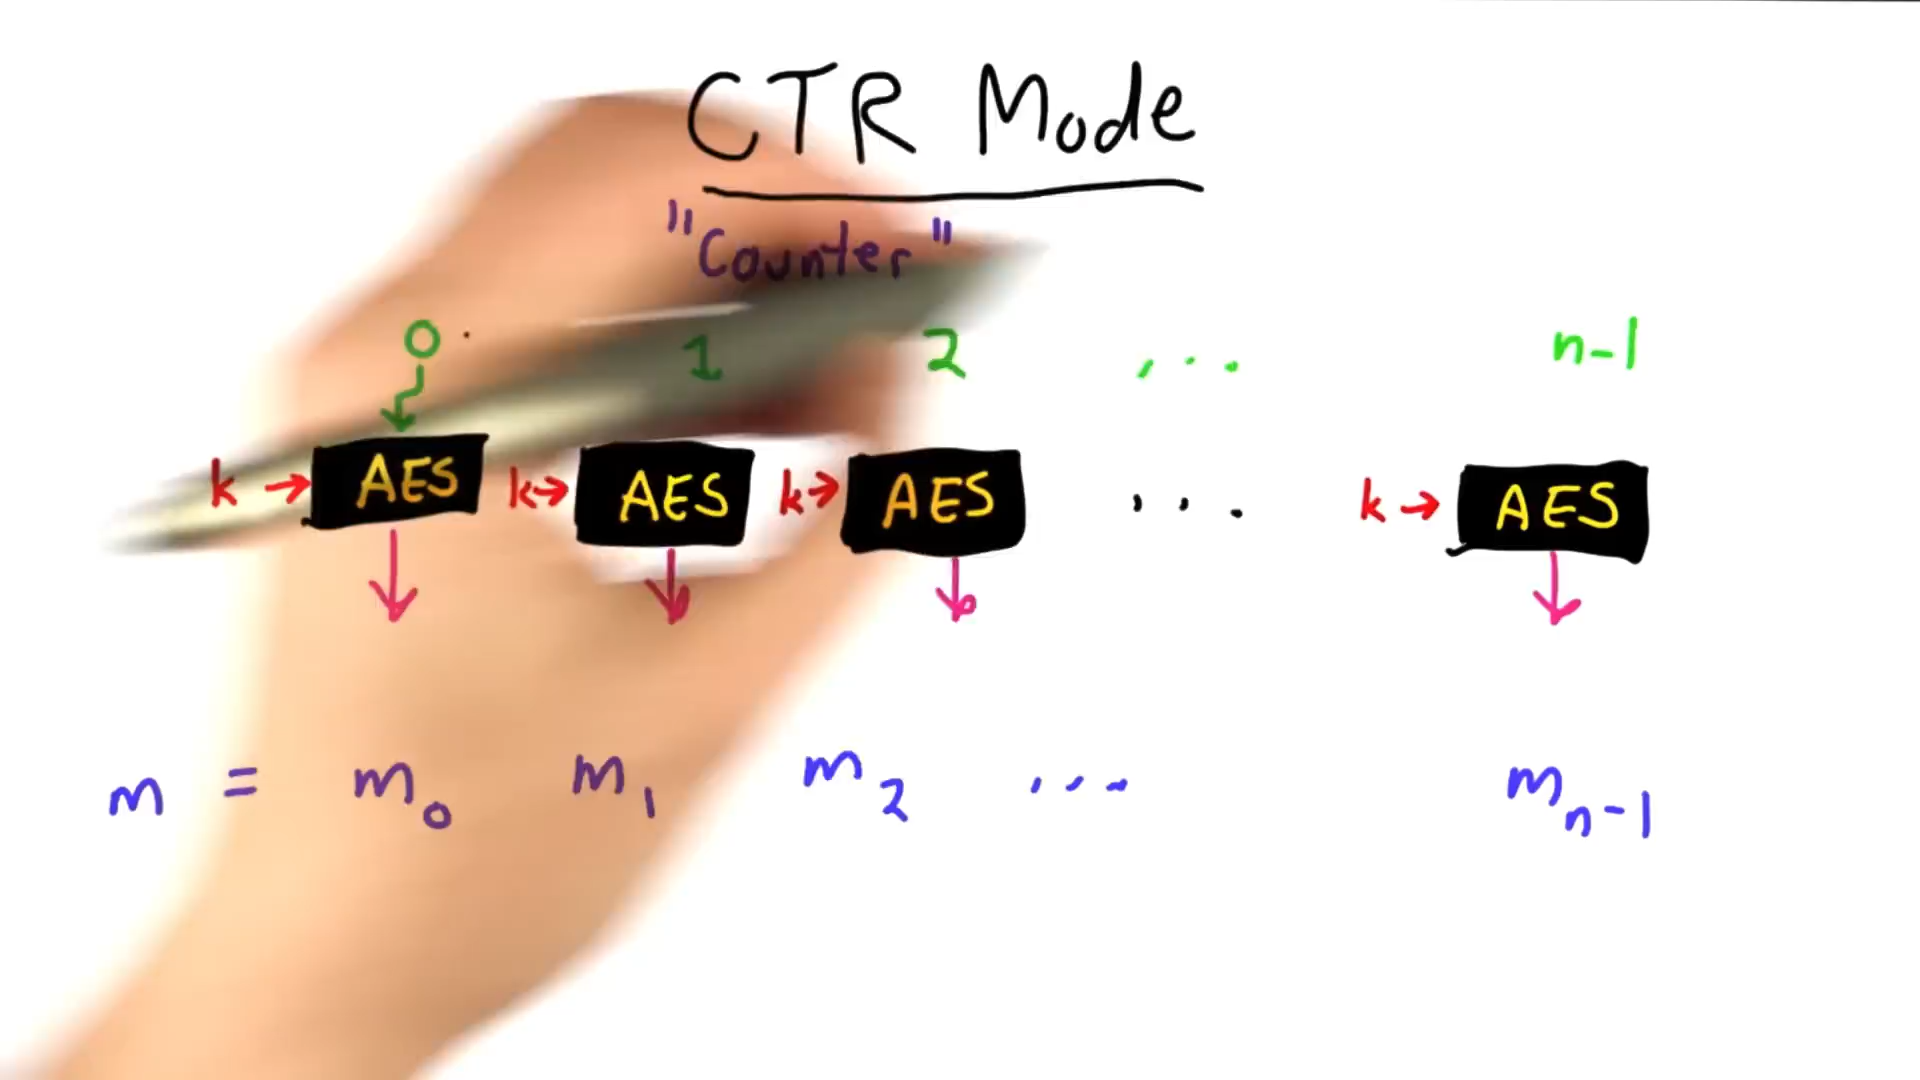 CTR Mode
"Counter"
0 1 2 ... n-1
k → AES k → AES k → AES ... k → AES
m = m₀ m₁ m₂ ... mₙ₋₁